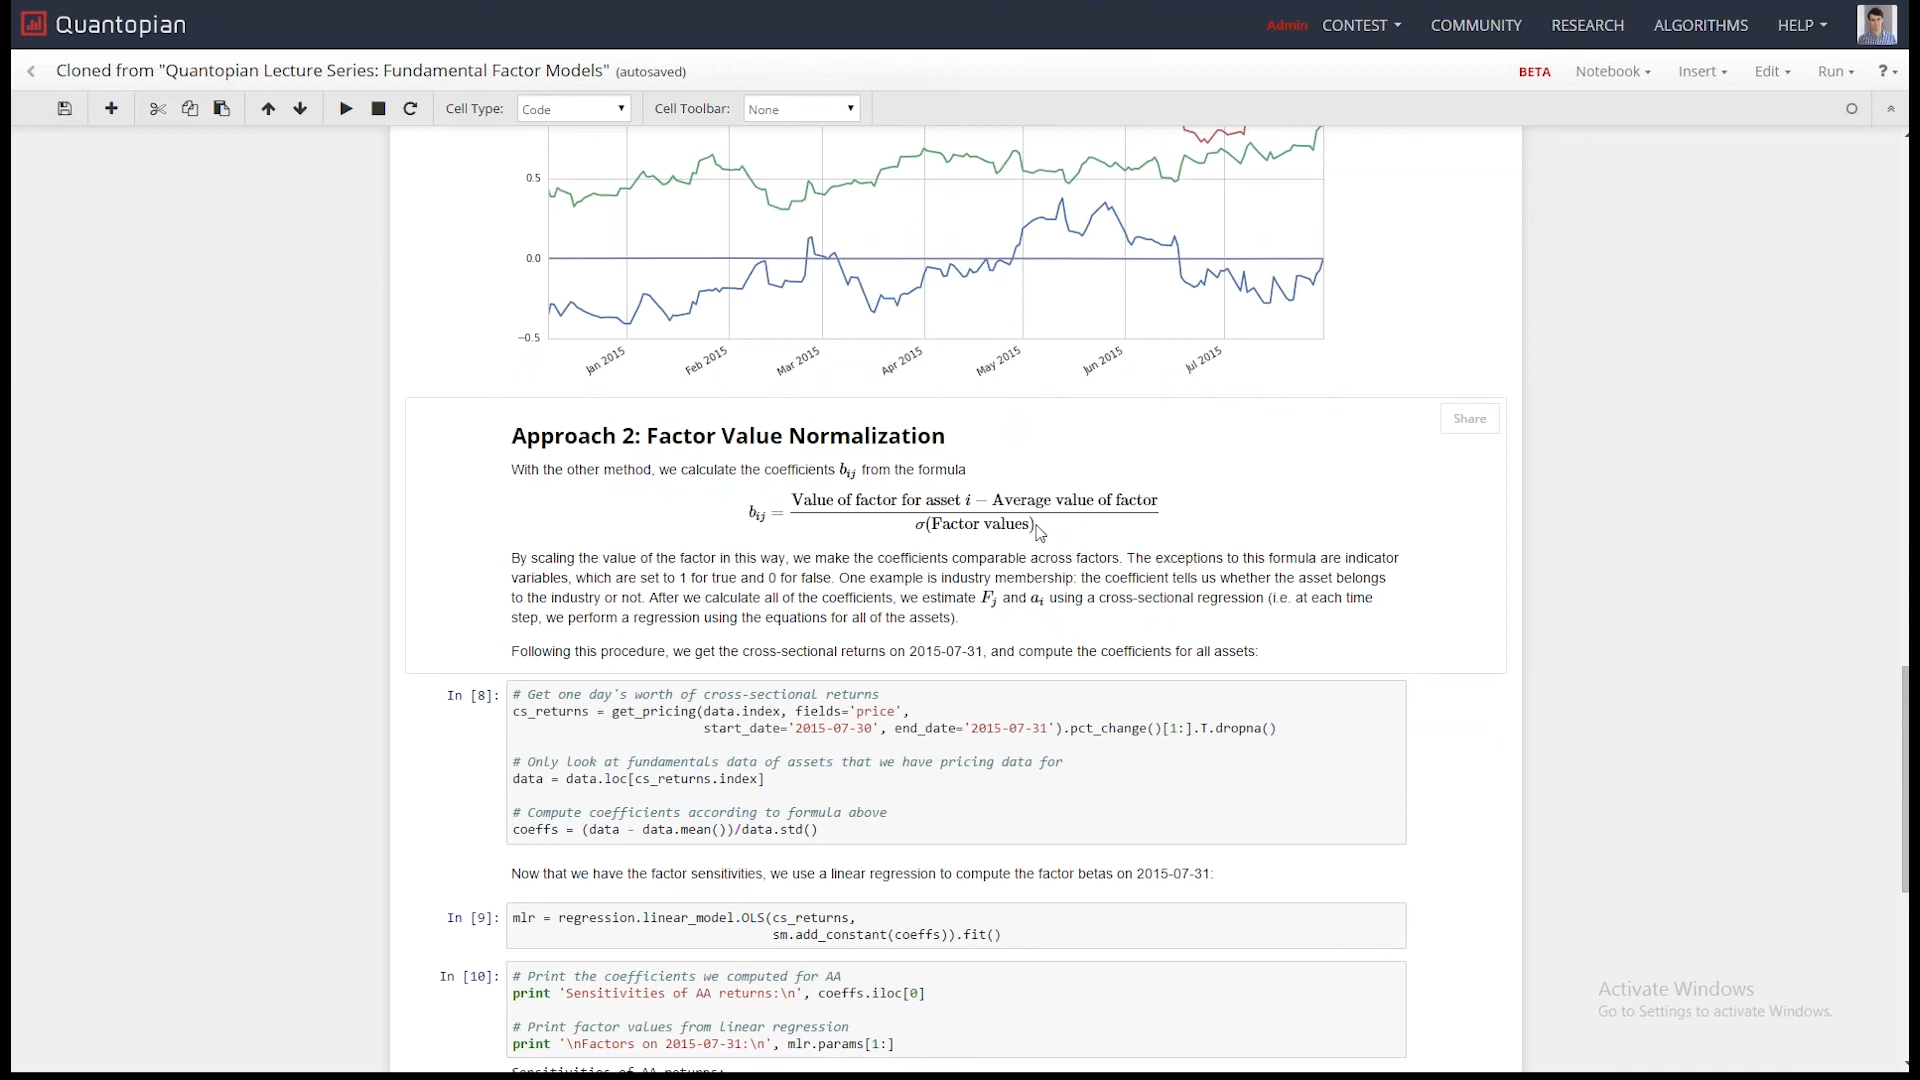 Quantopian
Admin CONTEST COMMUNITY RESEARCH ALGORITHMS HELP
Cloned from "Quantopian Lecture Series: Fundamental Factor Models" (autosaved)
BETA Notebook Insert Edit Run ?
Cell Type: Code Cell Toolbar: None
0.5
0.0
−0.5
Jan 2015 Feb 2015 Mar 2015 Apr 2015 May 2015 Jun 2015 Jul 2015
Share
Approach 2: Factor Value Normalization
With the other method, we calculate the coefficients b_ij from the formula
b_ij = 
Value of factor for asset i − Average value of factor
σ(Factor values)
By scaling the value of the factor in this way, we make the coefficients comparable across factors. The exceptions to this formula are indicator
variables, which are set to 1 for true and 0 for false. One example is industry membership: the coefficient tells us whether the asset belongs
to the industry or not. After we calculate all of the coefficients, we estimate F_j and a_i using a cross-sectional regression (i.e. at each time
step, we perform a regression using the equations for all of the assets).
Following this procedure, we get the cross-sectional returns on 2015-07-31, and compute the coefficients for all assets:
In [8]: # Get one day's worth of cross-sectional returns
cs_returns = get_pricing(data.index, fields='price',
start_date='2015-07-30', end_date='2015-07-31').pct_change()[1:].T.dropna()
# Only look at fundamentals data of assets that we have pricing data for
data = data.loc[cs_returns.index]
# Compute coefficients according to formula above
coeffs = (data - data.mean())/data.std()
Now that we have the factor sensitivities, we use a linear regression to compute the factor betas on 2015-07-31:
In [9]: mlr = regression.linear_model.OLS(cs_returns,
sm.add_constant(coeffs)).fit()
In [10]: # Print the coefficients we computed for AA
print 'Sensitivities of AA returns:\n', coeffs.iloc[0]
# Print factor values from linear regression
print '\nFactors on 2015-07-31:\n', mlr.params[1:]
Sensitivities of AA returns:
Activate Windows
Go to Settings to activate Windows.